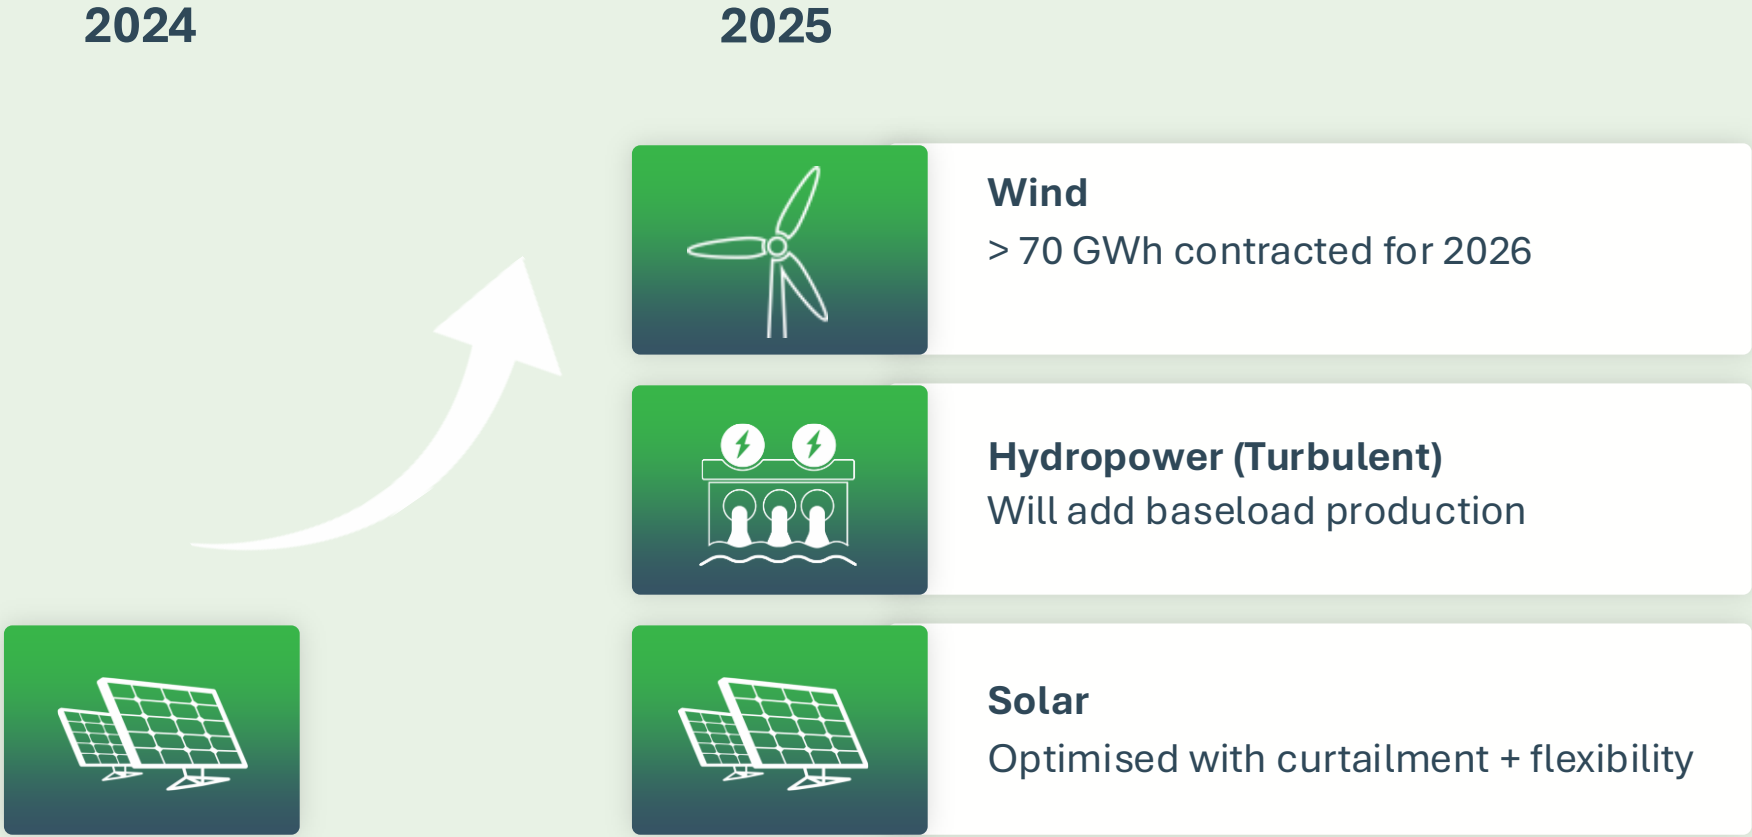 2024
2025
Wind
> 70 GWh contracted for 2026
Hydropower (Turbulent)
Will add baseload production
Solar
Optimised with curtailment + flexibility